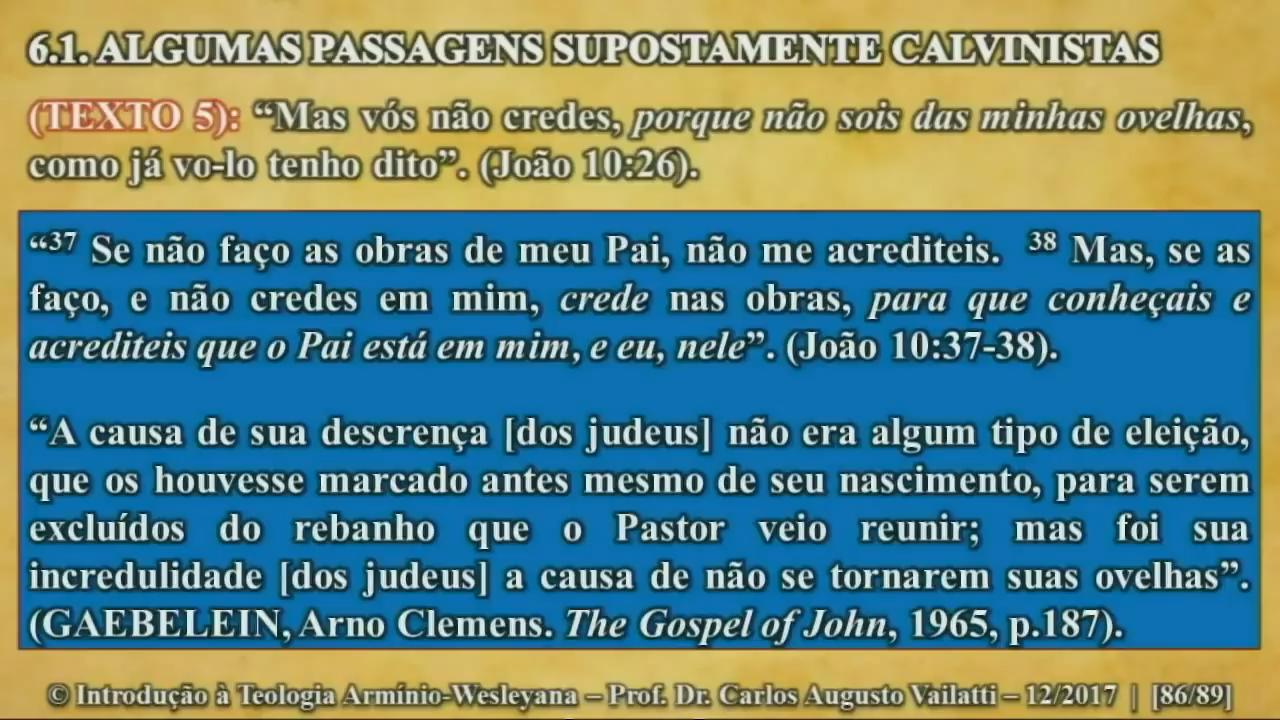 6.1. ALGUMAS PASSAGENS SUPOSTAMENTE CALVINISTAS
(TEXTO 5): “Mas vós não credes, porque não sois das minhas ovelhas,
como já vo-lo tenho dito”. (João 10:26).
“37 Se não faço as obras de meu Pai, não me acrediteis. 38 Mas, se as
faço, e não credes em mim, crede nas obras, para que conheçais e
acrediteis que o Pai está em mim, e eu, nele”. (João 10:37-38).
“A causa de sua descrença [dos judeus] não era algum tipo de eleição,
que os houvesse marcado antes mesmo de seu nascimento, para serem
excluídos do rebanho que o Pastor veio reunir; mas foi sua
incredulidade [dos judeus] a causa de não se tornarem suas ovelhas”.
(GAEBELEIN, Arno Clemens. The Gospel of John, 1965, p.187).
© Introdução à Teologia Armínio-Wesleyana – Prof. Dr. Carlos Augusto Vailatti – 12/2017 | [86/89]